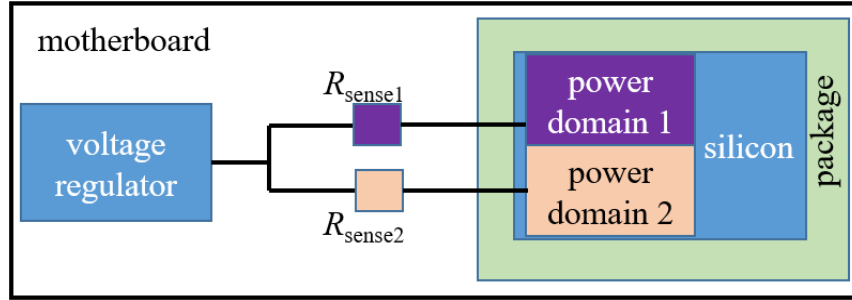 motherboard
voltage
regulator
Rsense1
Rsense2
power
domain 1
power
domain 2
silicon
package